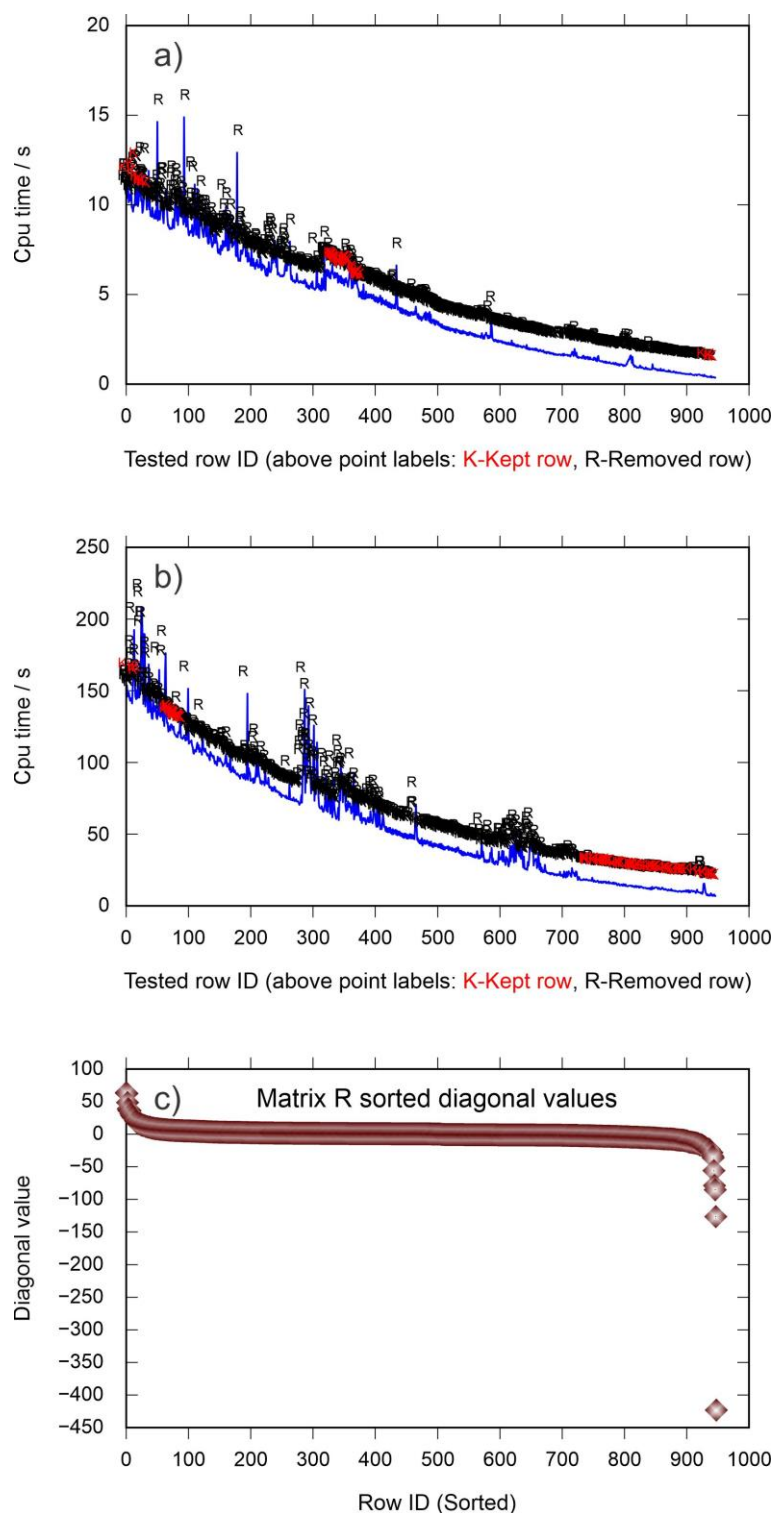 20
a)
15
10
5
0
Cpu time / s
0 100 200 300 400 500 600 700 800 900 1000
Tested row ID (above point labels: K-Kept row, R-Removed row)
250
b)
200
150
100
50
0
Cpu time / s
0 100 200 300 400 500 600 700 800 900 1000
Tested row ID (above point labels: K-Kept row, R-Removed row)
100
c) Matrix R sorted diagonal values
50
0
−50
−100
−150
−200
−250
−300
−350
−400
−450
Diagonal value
0 100 200 300 400 500 600 700 800 900 1000
Row ID (Sorted)